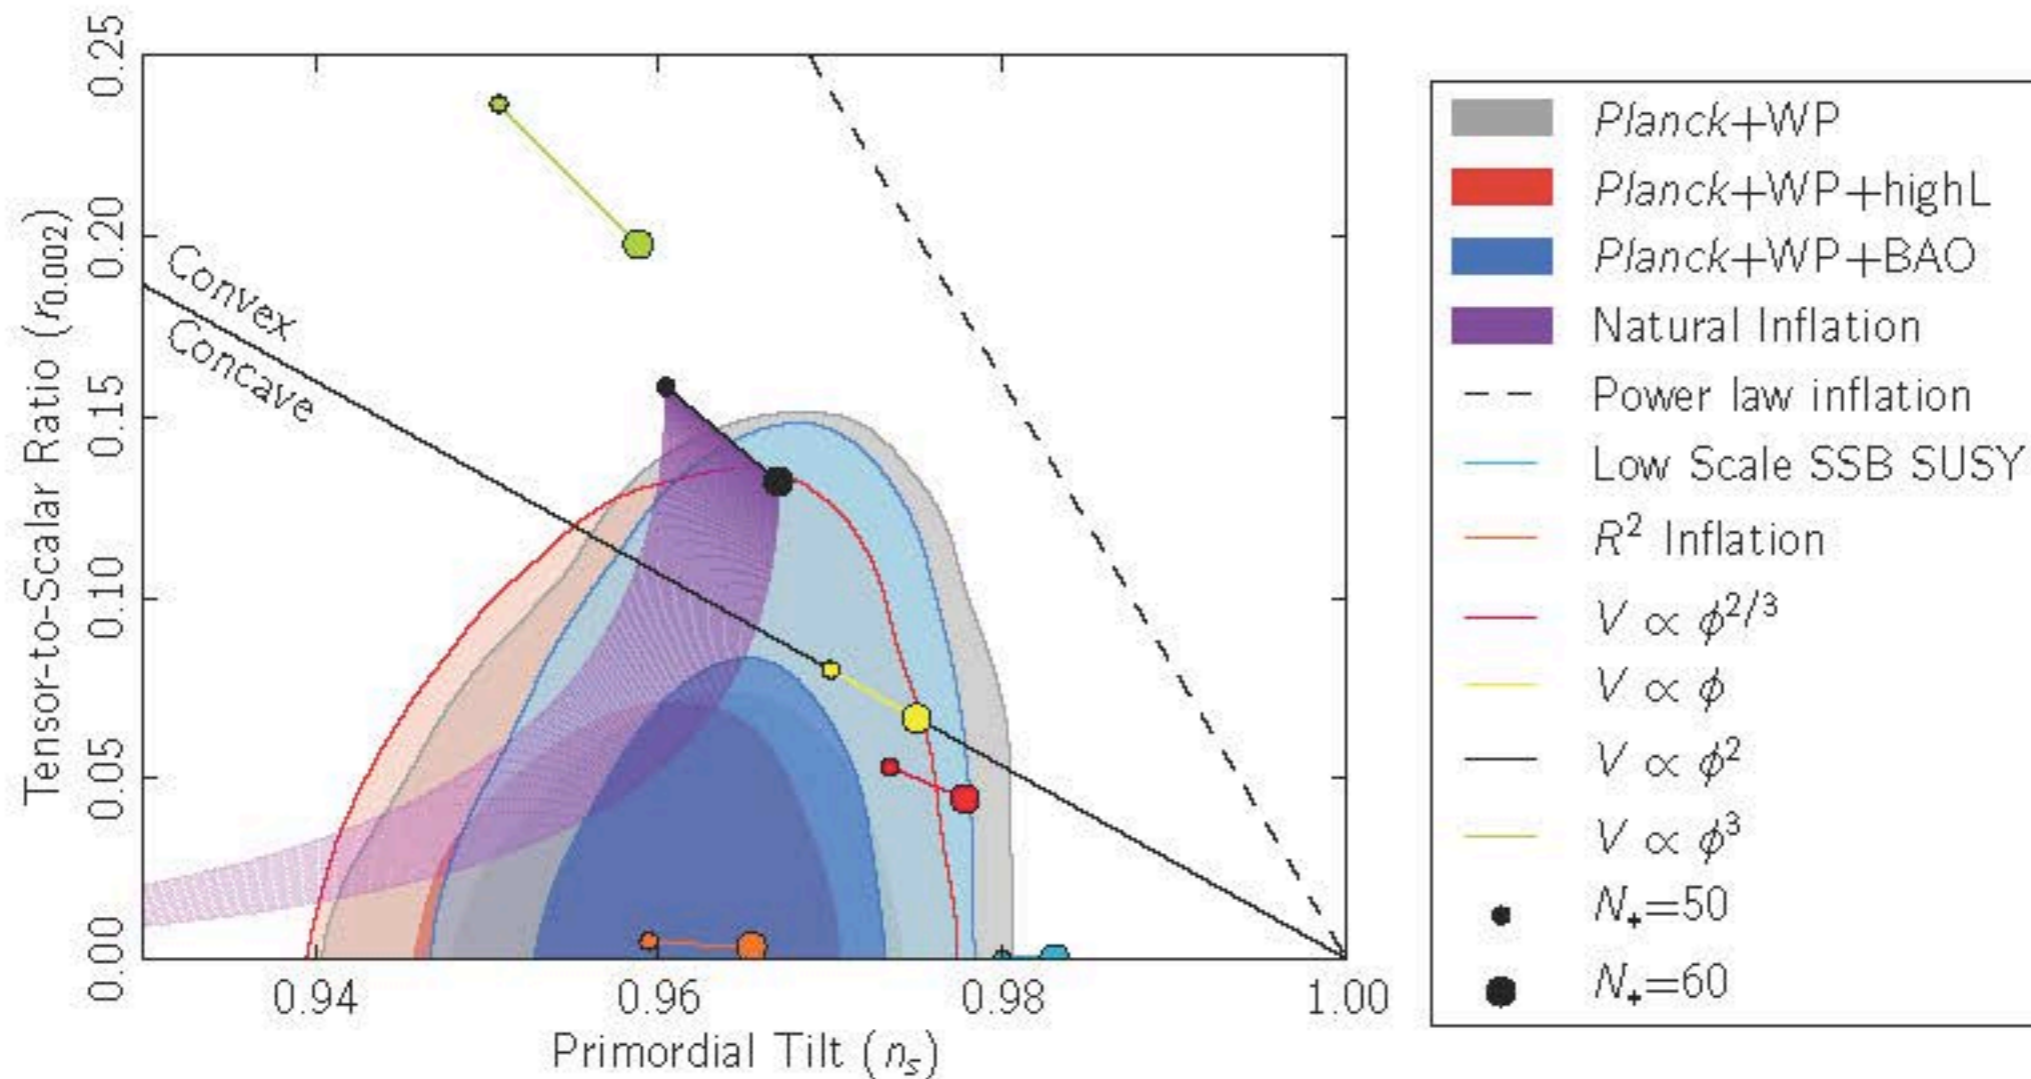 0.25
0.20
0.15
0.10
0.05
0.00
Tensor-to-Scalar Ratio (r0.002)
Convex
Concave
0.94
0.96
0.98
1.00
Primordial Tilt (ns)
Planck+WP
Planck+WP+highL
Planck+WP+BAO
Natural Inflation
Power law inflation
Low Scale SSB SUSY
R² Inflation
V ∝ ϕ^2/3
V ∝ ϕ
V ∝ ϕ²
V ∝ ϕ³
N*=50
N*=60